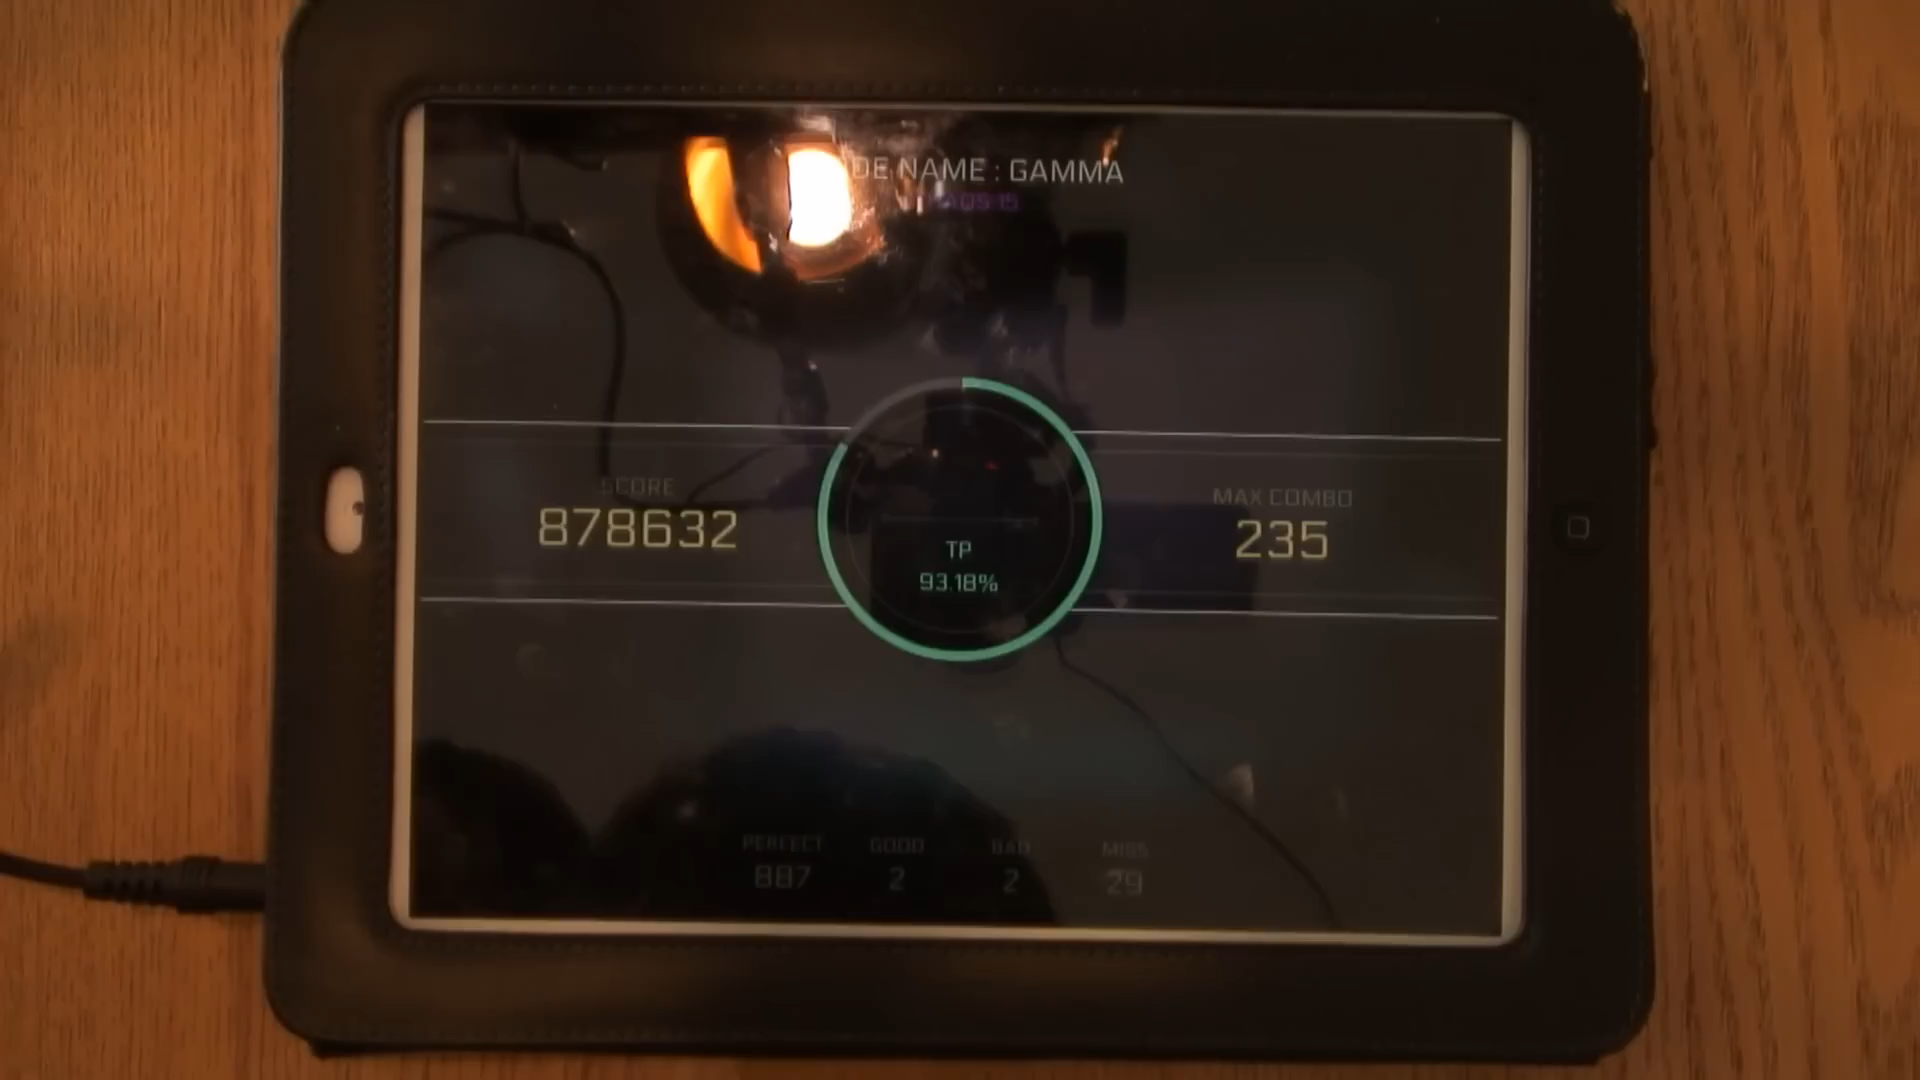 DE NAME : GAMMA
15
SCORE
878632
MAX COMBO
235
TP
93.18%
PERFECT GOOD BAD MISS
887 2 2 29